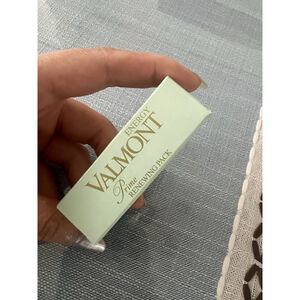 ENERGY
VALMONT
Prime
RENEWING PACK